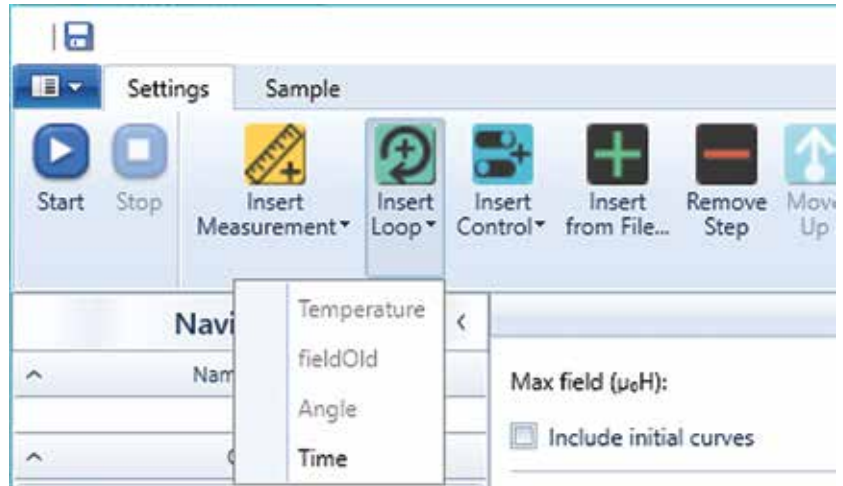 Settings Sample
Start
Stop
Insert
Measurement
Insert
Loop
Insert
Control
Insert
from File...
Remove
Step
Move
Up
Navi
Temperature
fieldOld
Angle
Time
Nam
Max field (μ₀H):
Include initial curves